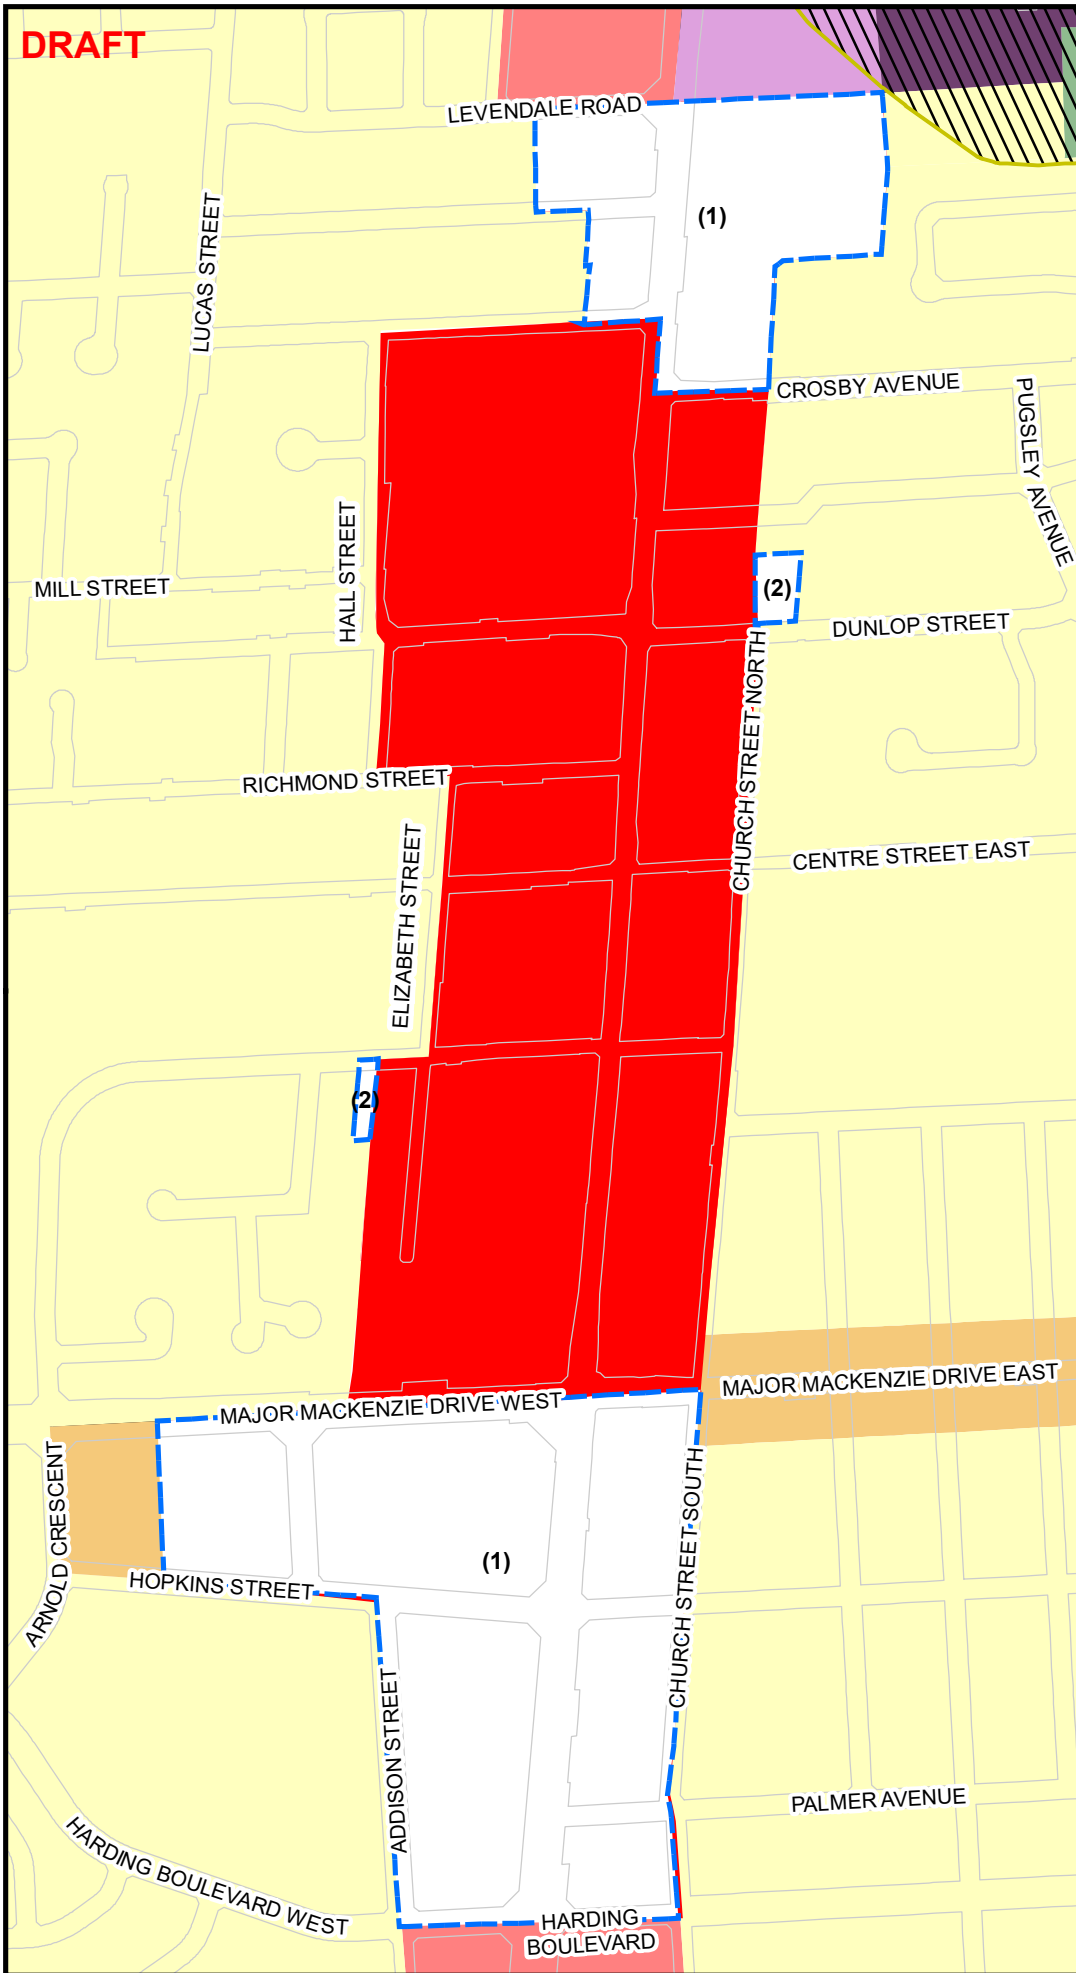 DRAFT
LEVENDALE ROAD
LUCAS STREET
(1)
CROSBY AVENUE
PUGSLEY AVENUE
HALL STREET
MILL STREET
(2)
DUNLOP STREET
CHURCH STREET NORTH
RICHMOND STREET
ELIZABETH STREET
CENTRE STREET EAST
(2)
MAJOR MACKENZIE DRIVE EAST
MAJOR MACKENZIE DRIVE WEST
ARNOLD CRESCENT
CHURCH STREET SOUTH
(1)
HOPKINS STREET
ADDISON STREET
PALMER AVENUE
HARDING BOULEVARD WEST
HARDING
BOULEVARD